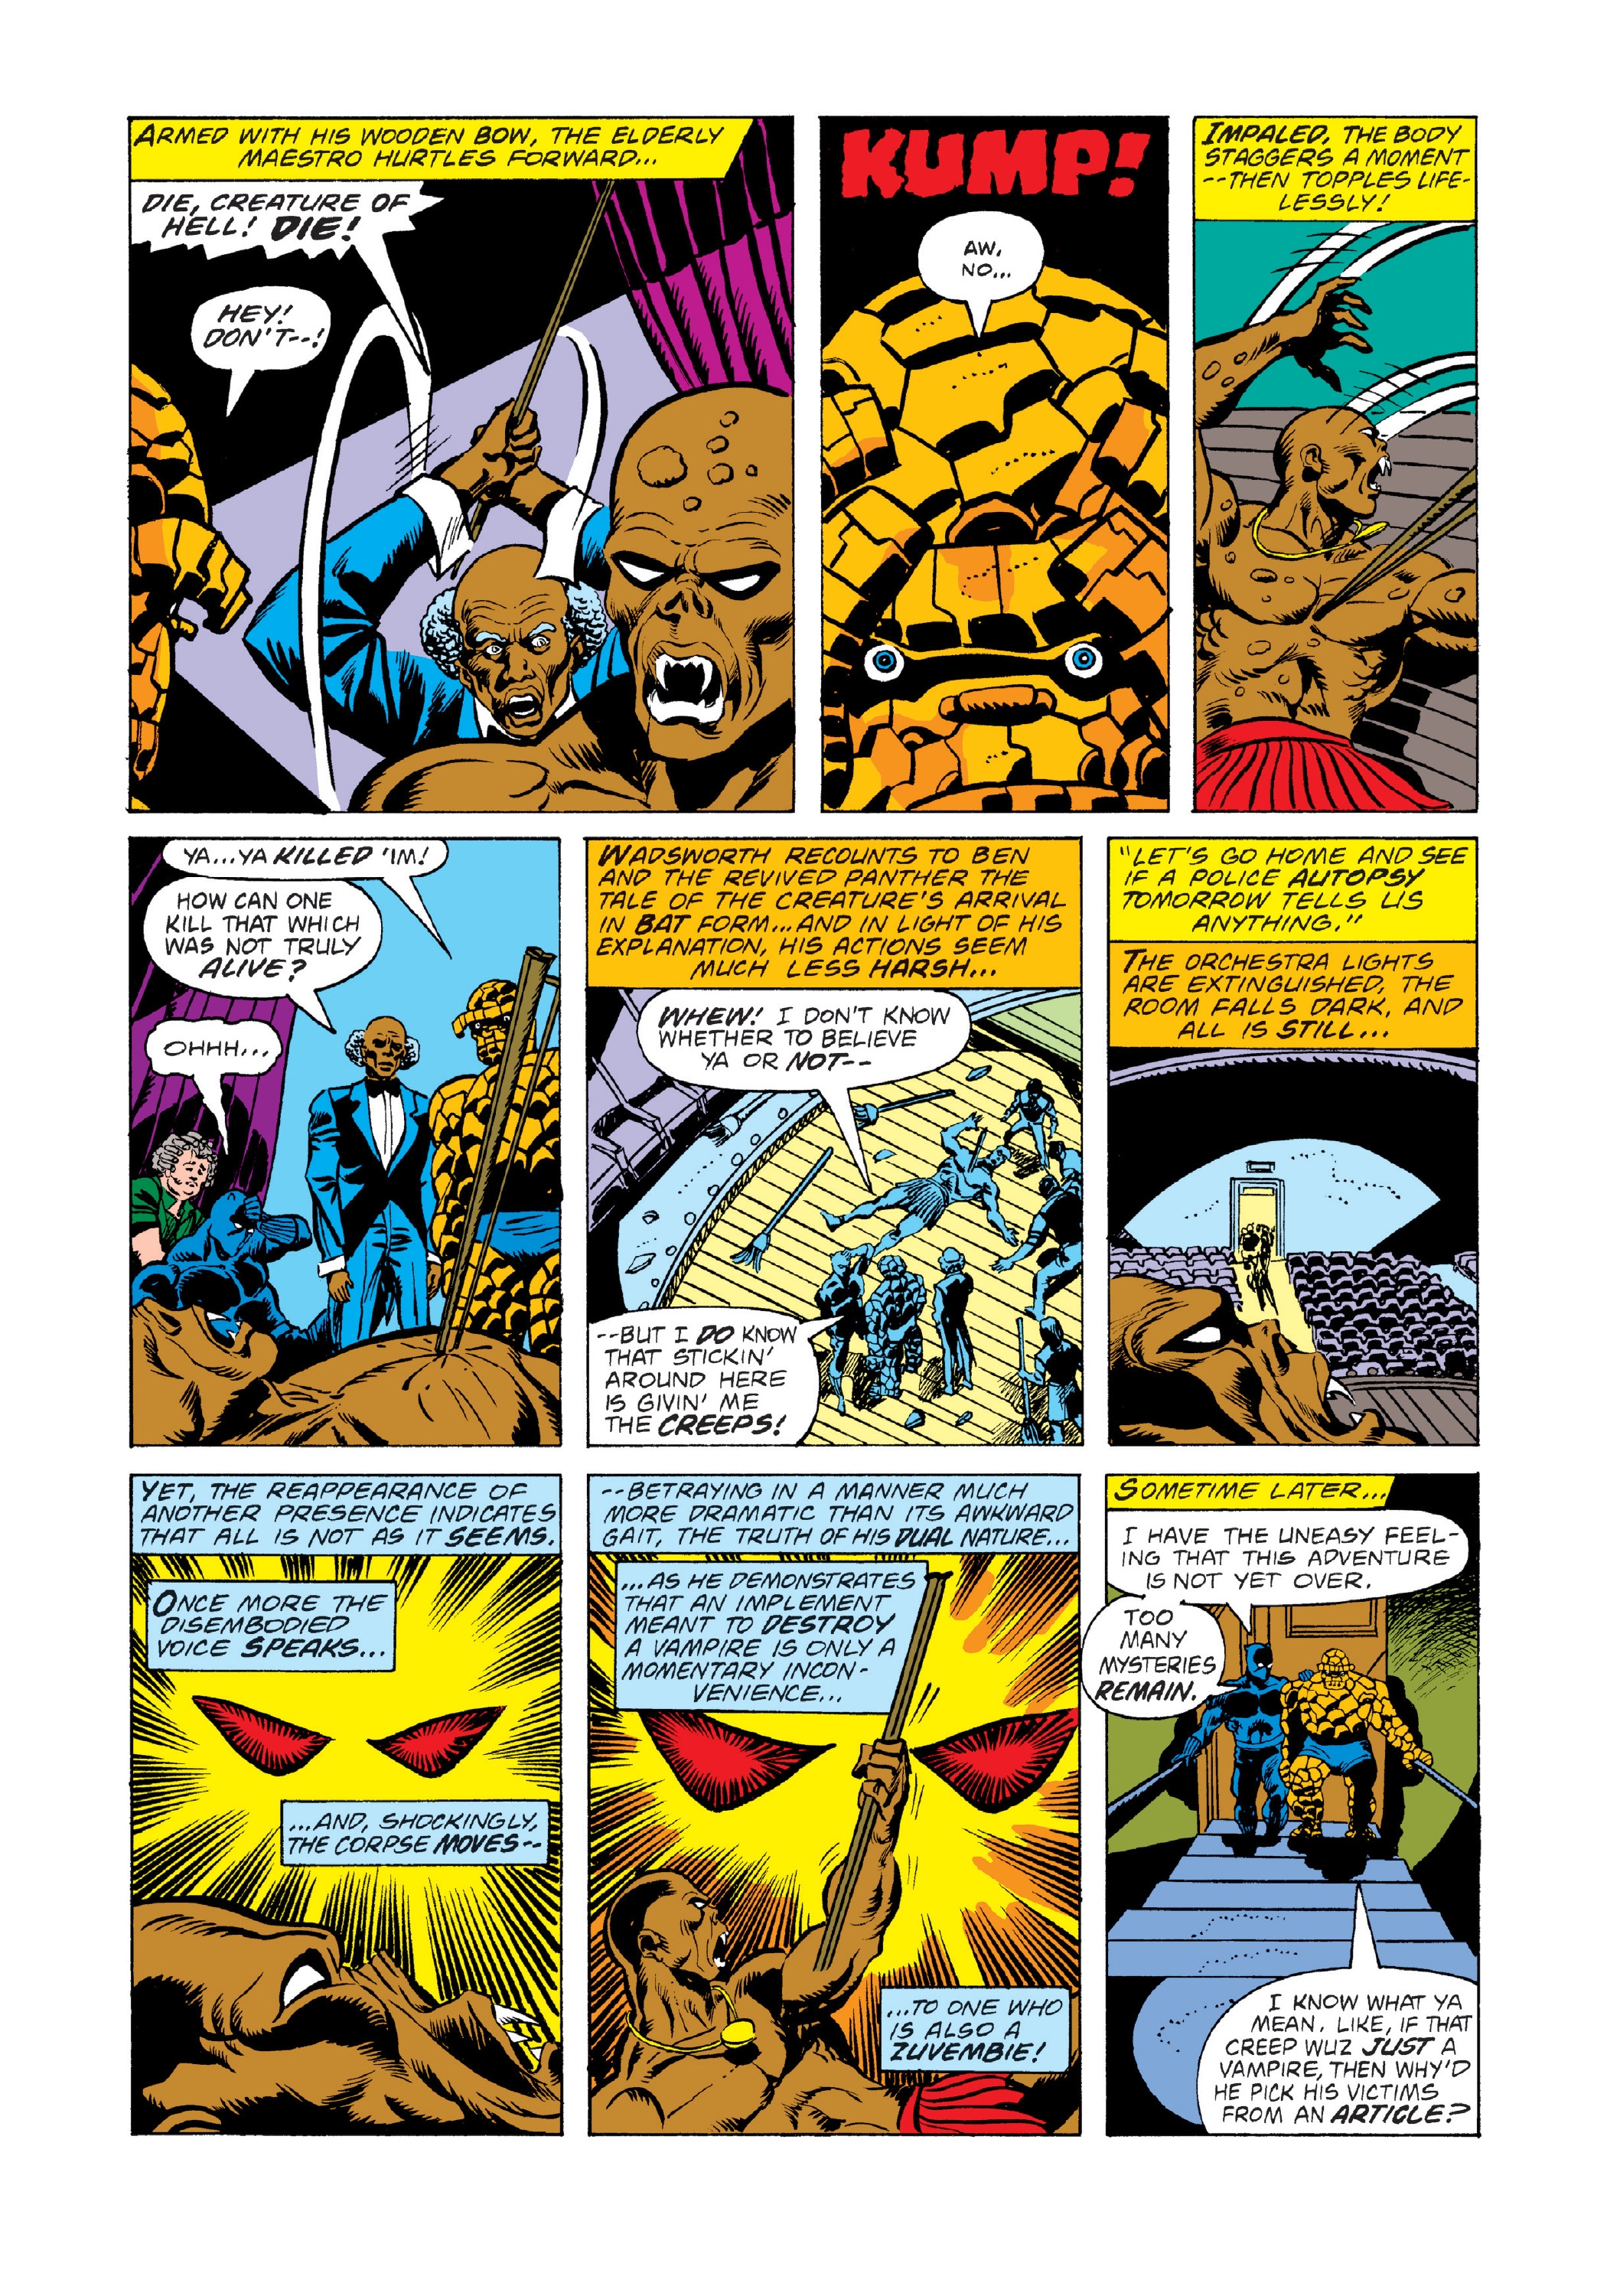 ARMED WITH HIS WOODEN BOW, THE ELDERLY
MAESTRO HURTLES FORWARD...
DIE, CREATURE OF
HELL! DIE!
HEY!
DON'T--!
KUMP!
AW,
NO...
IMPALED, THE BODY
STAGGERS A MOMENT
--THEN TOPPLES LIFE-
LESSLY!
YA...YA KILLED 'IM!
HOW CAN ONE
KILL THAT WHICH
WAS NOT TRULY
ALIVE?
OHHH...
WADSWORTH RECOUNTS TO BEN
AND THE REVIVED PANTHER THE
TALE OF THE CREATURE'S ARRIVAL
IN BAT FORM...AND IN LIGHT OF HIS
EXPLANATION, HIS ACTIONS SEEM
MUCH LESS HARSH...
WHEW! I DON'T KNOW
WHETHER TO BELIEVE
YA OR NOT--
--BUT I DO KNOW
THAT STICKIN'
AROUND HERE
IS GIVIN' ME
THE CREEPS!
"LET'S GO HOME AND SEE
IF A POLICE AUTOPSY
TOMORROW TELLS US
ANYTHING."
THE ORCHESTRA LIGHTS
ARE EXTINGUISHED, THE
ROOM FALLS DARK, AND
ALL IS STILL...
YET, THE REAPPEARANCE OF
ANOTHER PRESENCE INDICATES
THAT ALL IS NOT AS IT SEEMS.
ONCE MORE THE
DISEMBODIED
VOICE SPEAKS...
...AND, SHOCKINGLY,
THE CORPSE MOVES--
--BETRAYING IN A MANNER MUCH
MORE DRAMATIC THAN ITS AWKWARD
GAIT, THE TRUTH OF HIS DUAL NATURE...
...AS HE DEMONSTRATES
THAT AN IMPLEMENT
MEANT TO DESTROY
A VAMPIRE IS ONLY A
MOMENTARY INCON-
VENIENCE...
...TO ONE WHO
IS ALSO A
ZUVEMBIE!
SOMETIME LATER...
I HAVE THE UNEASY FEEL-
ING THAT THIS ADVENTURE
IS NOT YET OVER.
TOO
MANY
MYSTERIES
REMAIN.
I KNOW WHAT YA
MEAN. LIKE, IF THAT
CREEP WUZ JUST A
VAMPIRE, THEN WHY'D
HE PICK HIS VICTIMS
FROM AN ARTICLE?